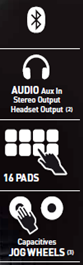 AUDIO Aux In
Stereo Output
Headset Output (2)
16 PADS
Capacitives
JOG WHEELS (3)